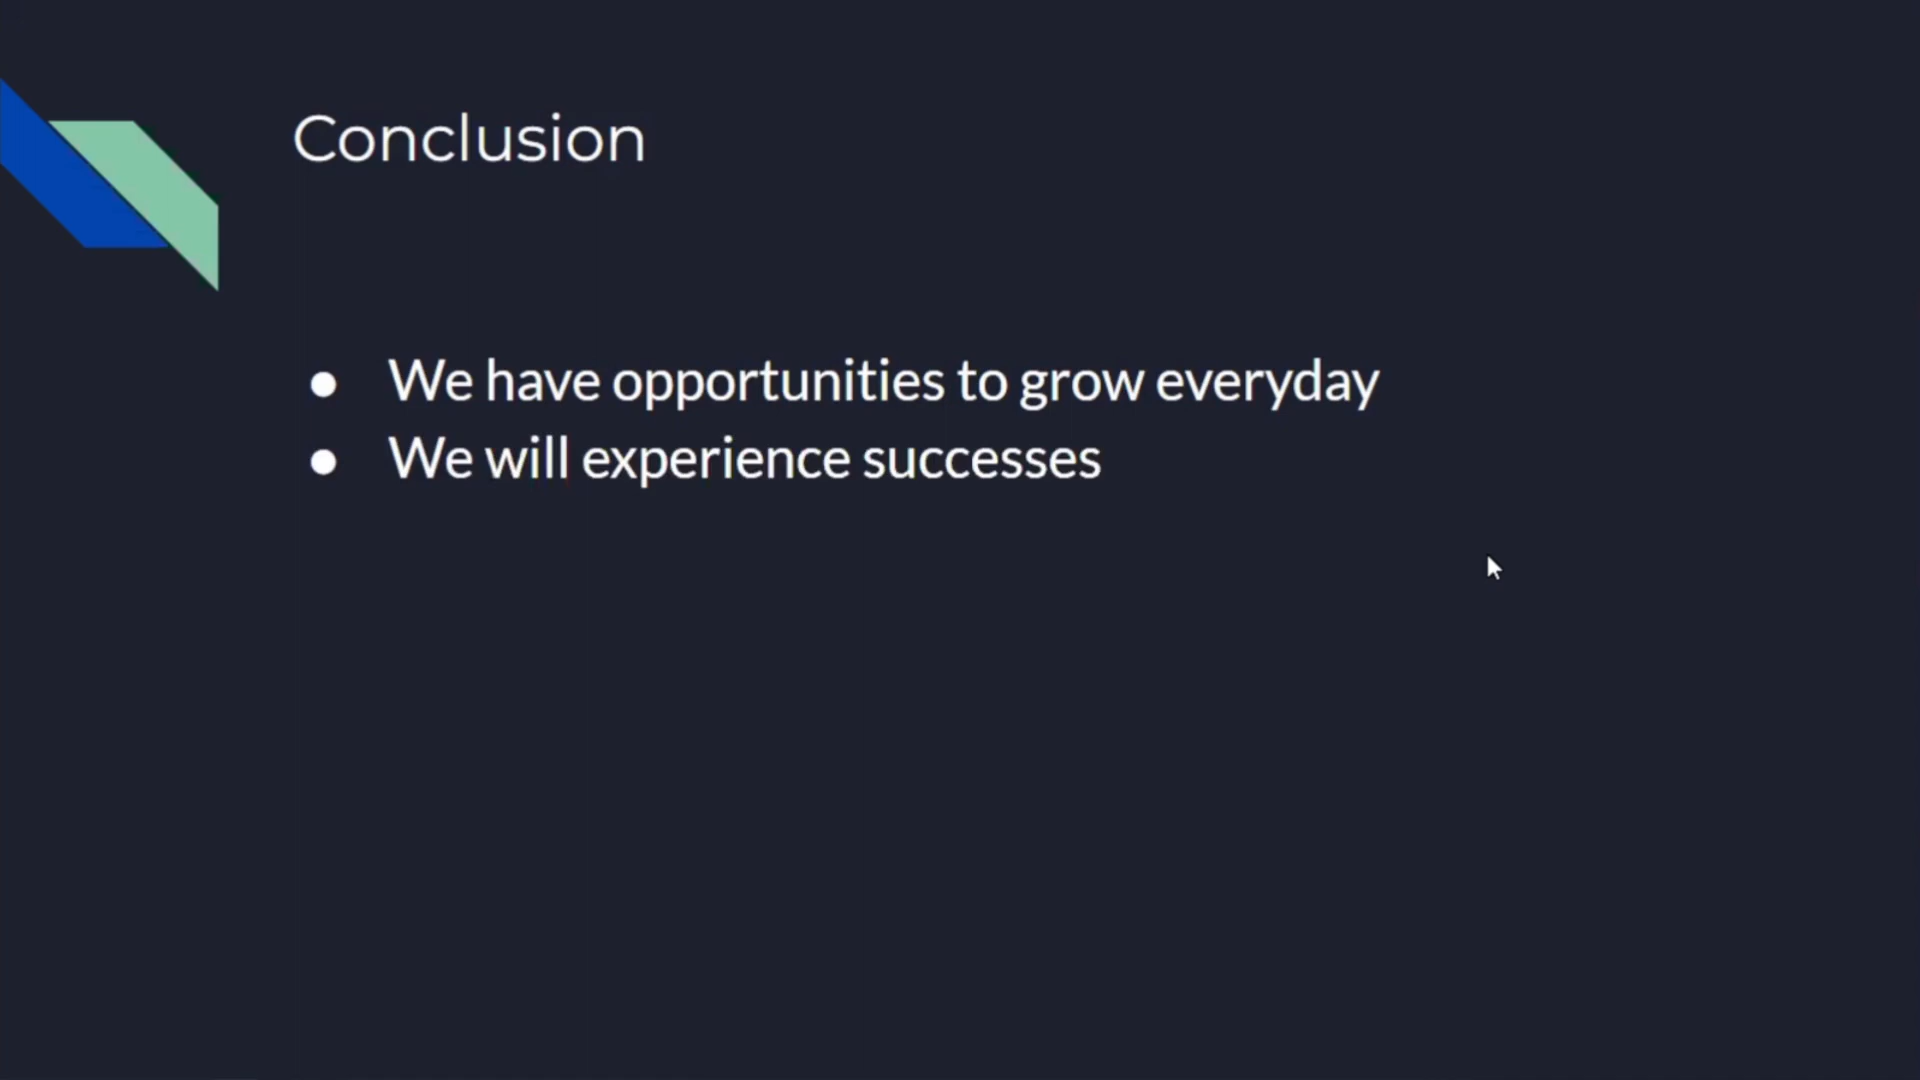 Conclusion
● We have opportunities to grow everyday
● We will experience successes